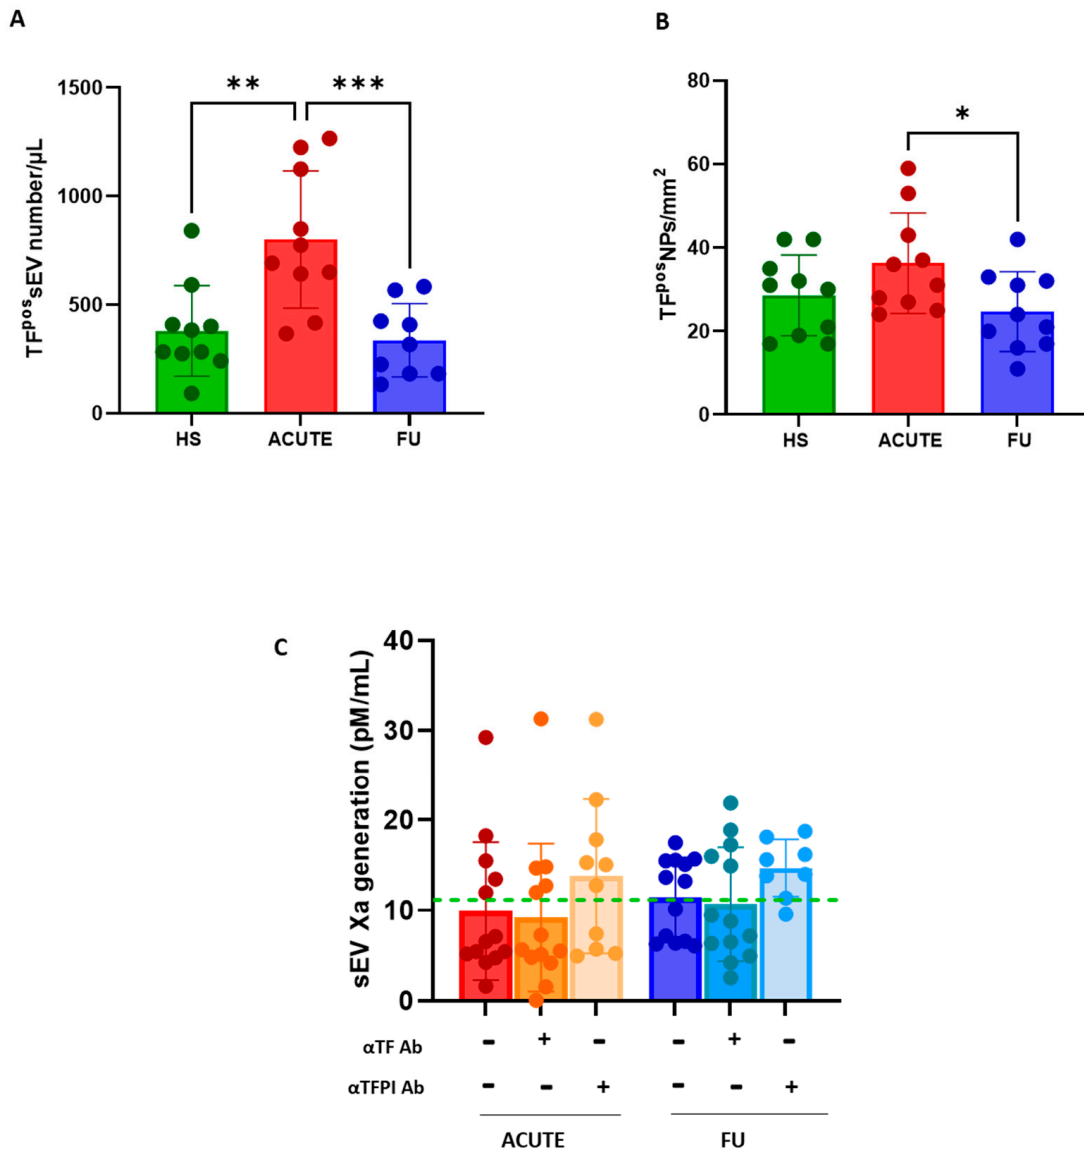 A
TFpossEV number/µL
1500
1000
500
0
** ***
HS ACUTE FU
B
TFposNPs/mm2
80
60
40
20
0
*
HS ACUTE FU
C
sEV Xa generation (pM/mL)
40
30
20
10
0
αTF Ab - + - - + -
αTFPI Ab - - + - - +
ACUTE FU